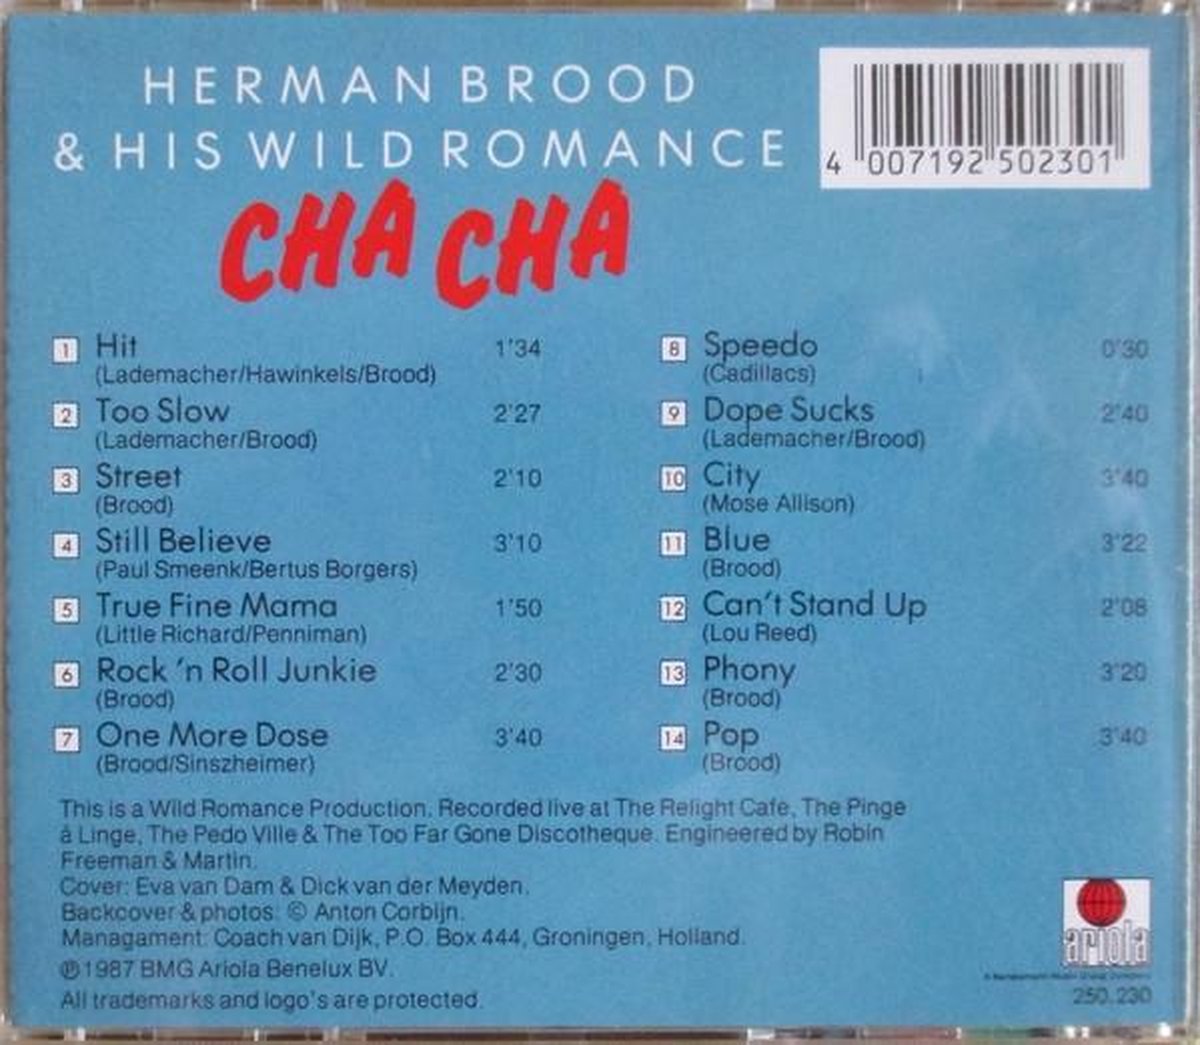 HERMAN BROOD
& HIS WILD ROMANCE
CHA CHA
4 007192 502301
1 Hit 1'34
(Lademacher/Hawinkels/Brood)
2 Too Slow 2'27
(Lademacher/Brood)
3 Street 2'10
(Brood)
4 Still Believe 3'10
(Paul Smeenk/Bertus Borgers)
5 True Fine Mama 1'50
(Little Richard/Penniman)
6 Rock 'n Roll Junkie 2'30
(Brood)
7 One More Dose 3'40
(Brood/Sinszheimer)
8 Speedo 0'30
(Cadillacs)
9 Dope Sucks 2'40
(Lademacher/Brood)
10 City 3'40
(Mose Allison)
11 Blue 3'22
(Brood)
12 Can't Stand Up 2'08
(Lou Reed)
13 Phony 3'20
(Brood)
14 Pop 3'40
(Brood)
This is a Wild Romance Production. Recorded live at The Relight Cafe, The Pinge
à Linge, The Pedo Ville & The Too Far Gone Discotheque. Engineered by Robin
Freeman & Martin.
Cover: Eva van Dam & Dick van der Meyden.
Backcover & photos: © Anton Corbijn.
Managament: Coach van Dijk, P.O. Box 444, Groningen, Holland.
℗ 1987 BMG Ariola Benelux BV.
All trademarks and logo's are protected.
ariola
250.230